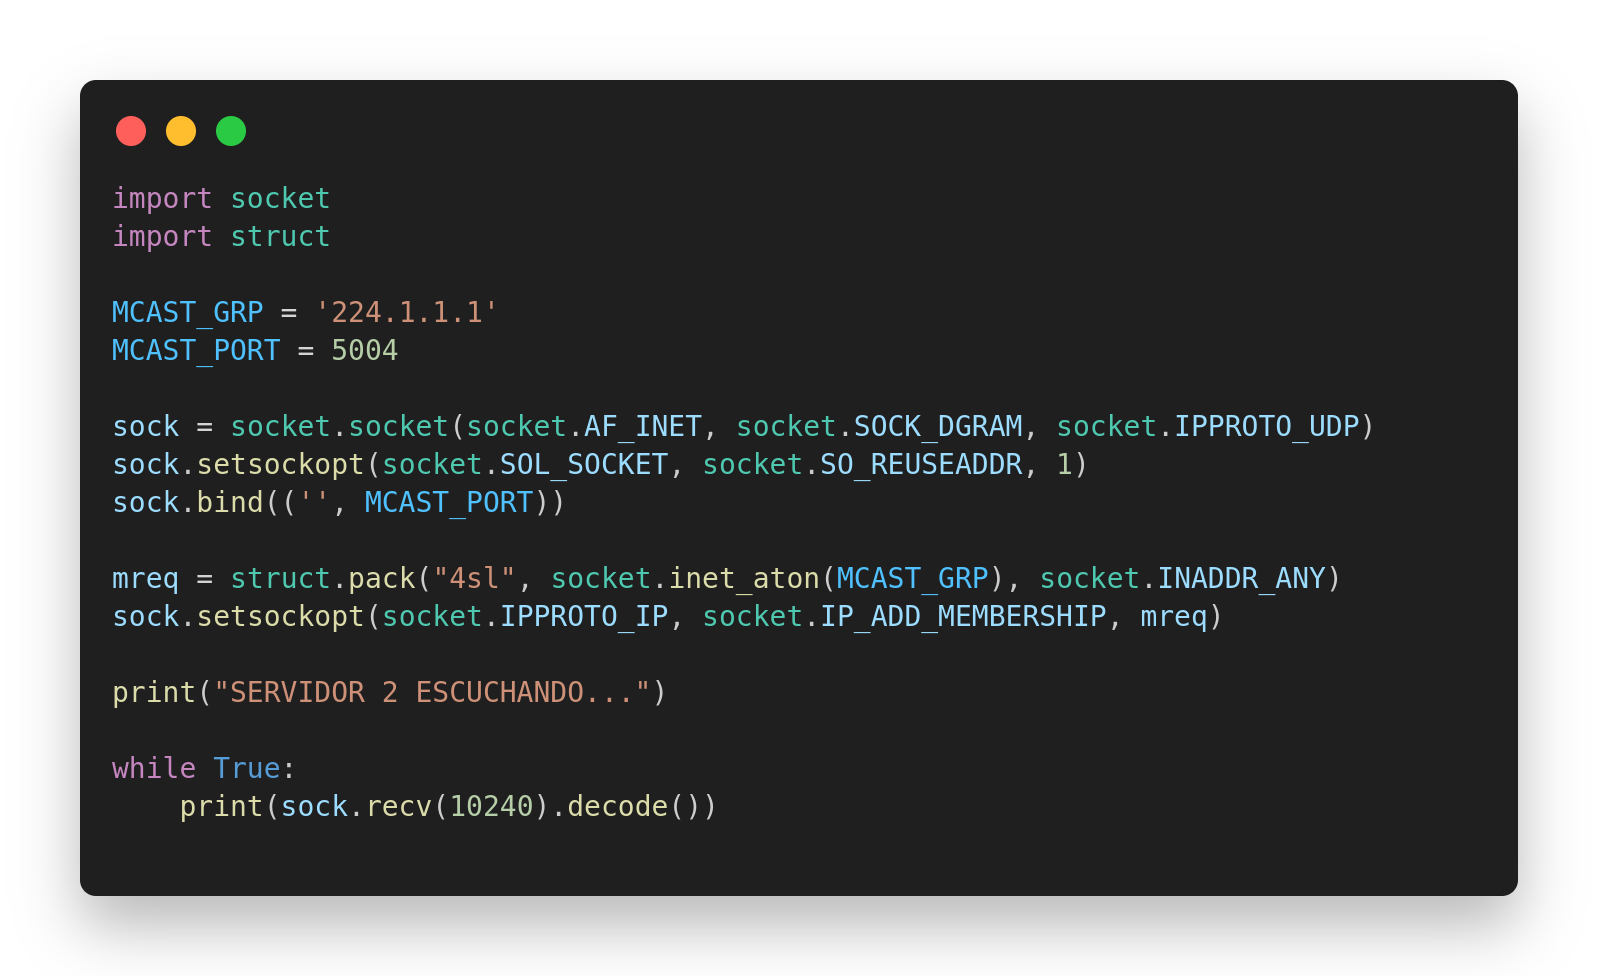 import socket
import struct
MCAST_GRP = '224.1.1.1'
MCAST_PORT = 5004
sock = socket.socket(socket.AF_INET, socket.SOCK_DGRAM, socket.IPPROTO_UDP)
sock.setsockopt(socket.SOL_SOCKET, socket.SO_REUSEADDR, 1)
sock.bind(('', MCAST_PORT))
mreq = struct.pack("4sl", socket.inet_aton(MCAST_GRP), socket.INADDR_ANY)
sock.setsockopt(socket.IPPROTO_IP, socket.IP_ADD_MEMBERSHIP, mreq)
print("SERVIDOR 2 ESCUCHANDO...")
while True:
    print(sock.recv(10240).decode())